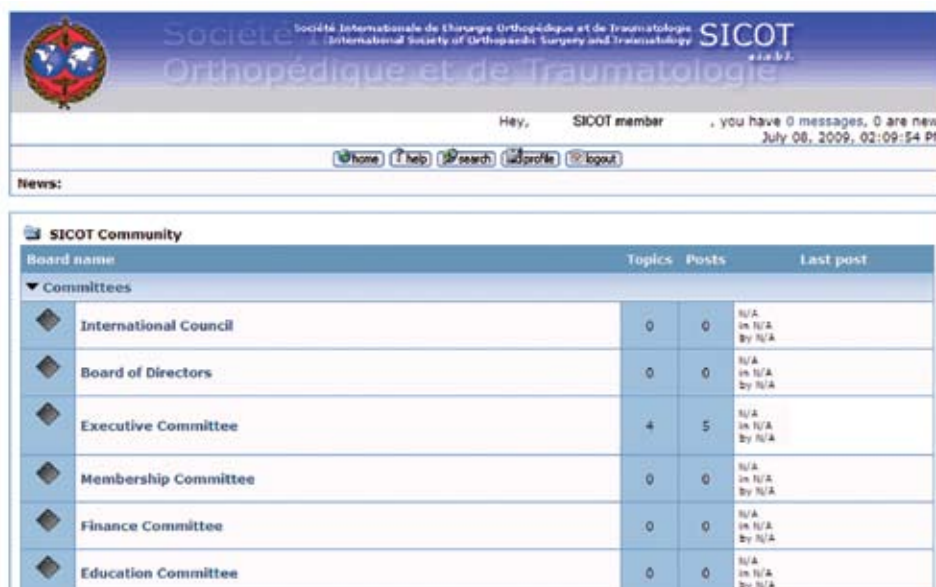 Société Internationale de Chirurgie Orthopédique et de Traumatologie
International Society of Orthopaedic Surgery and Traumatology
SICOT
a.i.s.b.l.
Société
Orthopédique et de Traumatologie
Hey, SICOT member , you have 0 messages, 0 are new
July 08, 2009, 02:09:54 P
home help search profile logout
News:
SICOT Community
Board name Topics Posts Last post
Committees
International Council 0 0 N/A
in N/A
by N/A
Board of Directors 0 0 N/A
in N/A
by N/A
Executive Committee 4 5 N/A
in N/A
by N/A
Membership Committee 0 0 N/A
in N/A
by N/A
Finance Committee 0 0 N/A
in N/A
by N/A
Education Committee 0 0 N/A
in N/A
by N/A